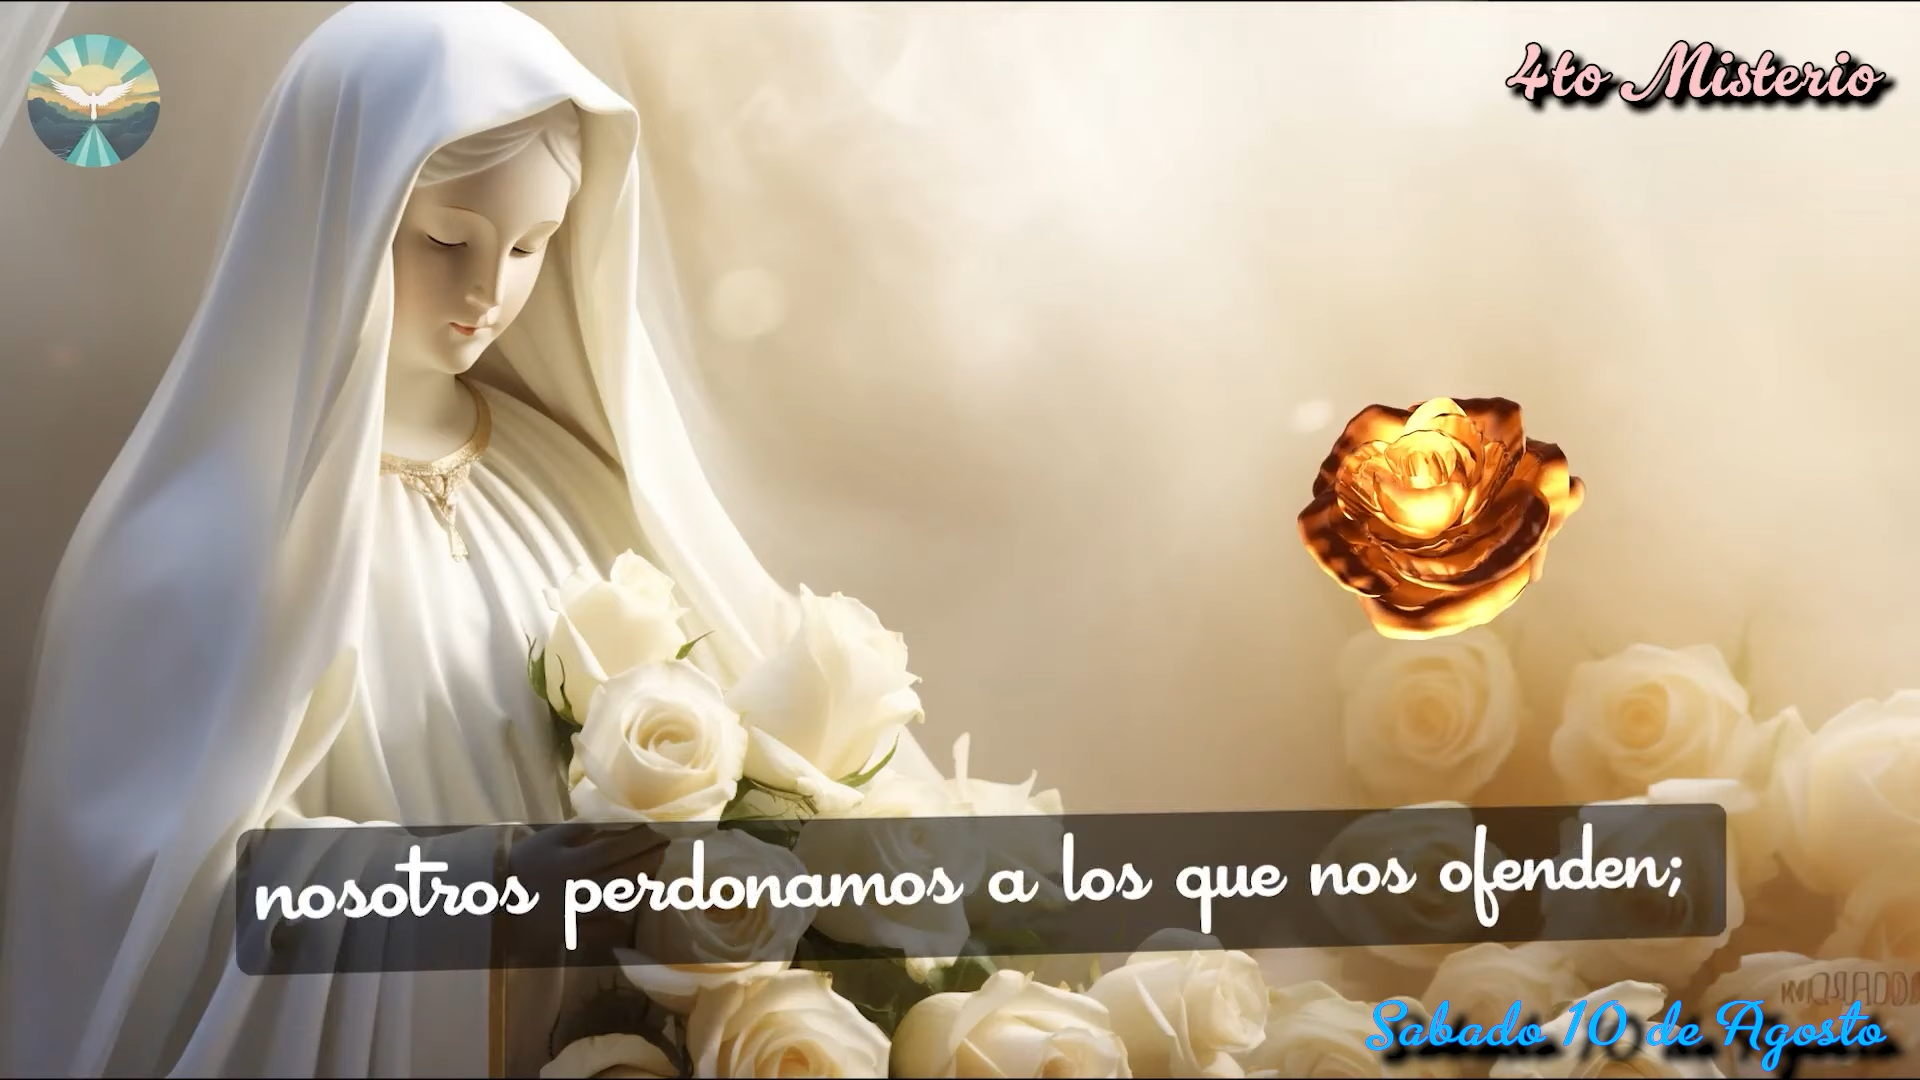 4to Misterio
nosotros perdonamos a los que nos ofenden;
Sabado 10 de Agosto